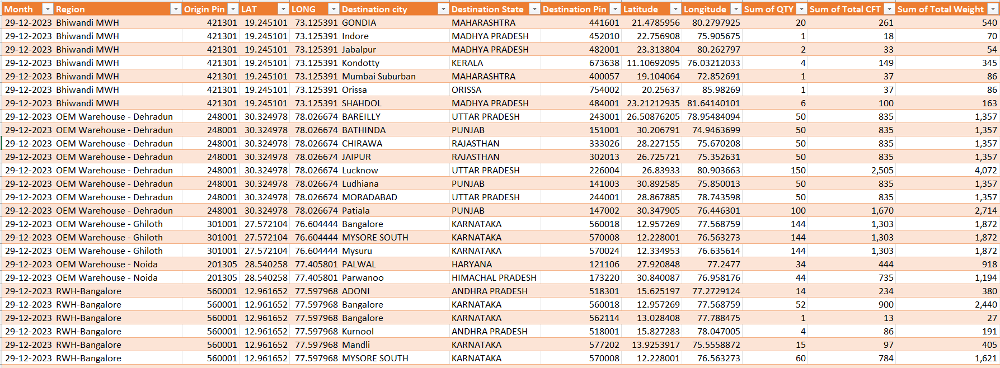 Month Region Origin Pin LAT LONG Destination city Destination State Destination Pin Latitude Longitude Sum of QTY Sum of Total CFT Sum of Total Weight
29-12-2023 Bhiwandi MWH 421301 19.245101 73.125391 GONDIA MAHARASHTRA 441601 21.4785956 80.2797925 20 261 540
29-12-2023 Bhiwandi MWH 421301 19.245101 73.125391 Indore MADHYA PRADESH 452010 22.756908 75.905675 1 18 70
29-12-2023 Bhiwandi MWH 421301 19.245101 73.125391 Jabalpur MADHYA PRADESH 482001 23.313804 80.262797 2 33 54
29-12-2023 Bhiwandi MWH 421301 19.245101 73.125391 Kondotty KERALA 673638 11.10692095 76.03212033 4 149 345
29-12-2023 Bhiwandi MWH 421301 19.245101 73.125391 Mumbai Suburban MAHARASHTRA 400057 19.104064 72.852691 1 37 86
29-12-2023 Bhiwandi MWH 421301 19.245101 73.125391 Orissa ORISSA 754002 20.25637 85.98269 1 37 86
29-12-2023 Bhiwandi MWH 421301 19.245101 73.125391 SHAHDOL MADHYA PRADESH 484001 23.21212935 81.64140101 6 100 163
29-12-2023 OEM Warehouse - Dehradun 248001 30.324978 78.026674 BAREILLY UTTAR PRADESH 243001 26.50876205 78.95484094 50 835 1,357
29-12-2023 OEM Warehouse - Dehradun 248001 30.324978 78.026674 BATHINDA PUNJAB 151001 30.206791 74.9463699 50 835 1,357
29-12-2023 OEM Warehouse - Dehradun 248001 30.324978 78.026674 CHIRAWA RAJASTHAN 333026 28.227155 75.670208 50 835 1,357
29-12-2023 OEM Warehouse - Dehradun 248001 30.324978 78.026674 JAIPUR RAJASTHAN 302013 26.725721 75.352631 50 835 1,357
29-12-2023 OEM Warehouse - Dehradun 248001 30.324978 78.026674 Lucknow UTTAR PRADESH 226004 26.83933 80.903663 150 2,505 4,072
29-12-2023 OEM Warehouse - Dehradun 248001 30.324978 78.026674 Ludhiana PUNJAB 141003 30.892585 75.850013 50 835 1,357
29-12-2023 OEM Warehouse - Dehradun 248001 30.324978 78.026674 MORADABAD UTTAR PRADESH 244001 28.867885 78.743598 50 835 1,357
29-12-2023 OEM Warehouse - Dehradun 248001 30.324978 78.026674 Patiala PUNJAB 147002 30.347905 76.446301 100 1,670 2,714
29-12-2023 OEM Warehouse - Ghiloth 301001 27.572104 76.604444 Bangalore KARNATAKA 560018 12.957269 77.568759 144 1,303 1,872
29-12-2023 OEM Warehouse - Ghiloth 301001 27.572104 76.604444 MYSORE SOUTH KARNATAKA 570008 12.228001 76.563273 144 1,303 1,872
29-12-2023 OEM Warehouse - Ghiloth 301001 27.572104 76.604444 Mysuru KARNATAKA 570024 12.334953 76.635614 144 1,303 1,872
29-12-2023 OEM Warehouse - Noida 201305 28.540258 77.405801 PALWAL HARYANA 121106 27.920848 77.2477 34 444 918
29-12-2023 OEM Warehouse - Noida 201305 28.540258 77.405801 Parwanoo HIMACHAL PRADESH 173220 30.840087 76.958176 44 735 1,194
29-12-2023 RWH-Bangalore 560001 12.961652 77.597968 ADONI ANDHRA PRADESH 518301 15.625197 77.2729124 14 234 380
29-12-2023 RWH-Bangalore 560001 12.961652 77.597968 Bangalore KARNATAKA 560018 12.957269 77.568759 52 900 2,440
29-12-2023 RWH-Bangalore 560001 12.961652 77.597968 Bangalore KARNATAKA 562114 13.028408 77.788475 1 13 27
29-12-2023 RWH-Bangalore 560001 12.961652 77.597968 Kurnool ANDHRA PRADESH 518001 15.827283 78.047005 4 86 191
29-12-2023 RWH-Bangalore 560001 12.961652 77.597968 Mandli KARNATAKA 577202 13.9253917 75.5558872 15 97 405
29-12-2023 RWH-Bangalore 560001 12.961652 77.597968 MYSORE SOUTH KARNATAKA 570008 12.228001 76.563273 60 784 1,621